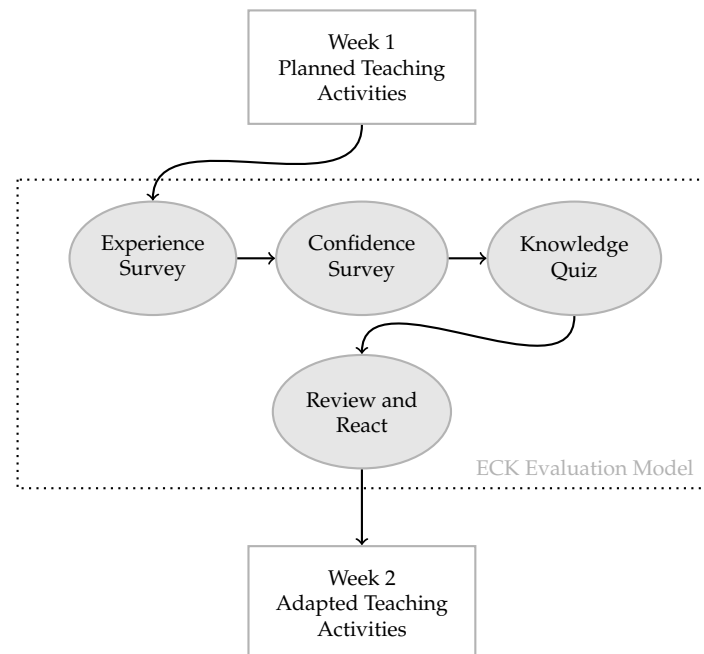 Week 1
Planned Teaching
Activities
Experience
Survey
Confidence
Survey
Knowledge
Quiz
Review and
React
ECK Evaluation Model
Week 2
Adapted Teaching
Activities